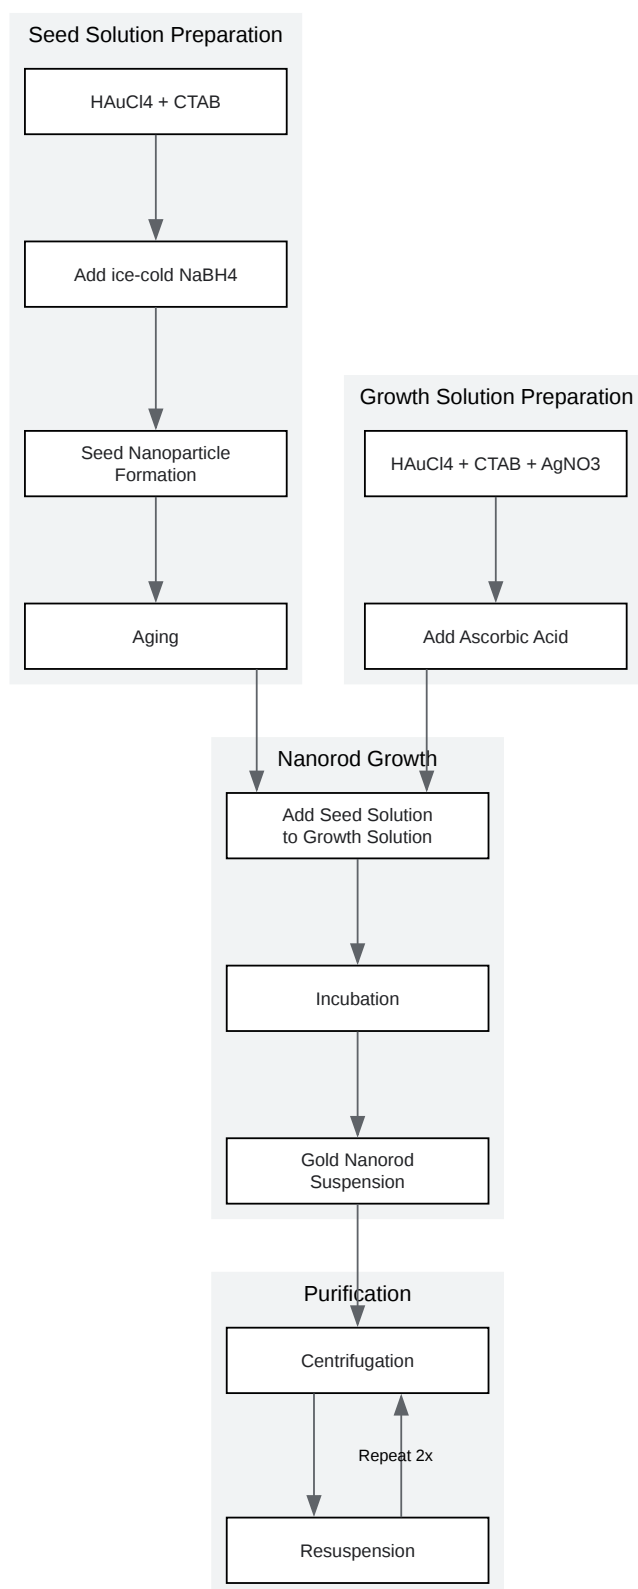 Seed Solution Preparation
HAuCl4 + CTAB
Add ice-cold NaBH4
Seed Nanoparticle
Formation
Aging
Growth Solution Preparation
HAuCl4 + CTAB + AgNO3
Add Ascorbic Acid
Nanorod Growth
Add Seed Solution
to Growth Solution
Incubation
Gold Nanorod
Suspension
Purification
Centrifugation
Repeat 2x
Resuspension